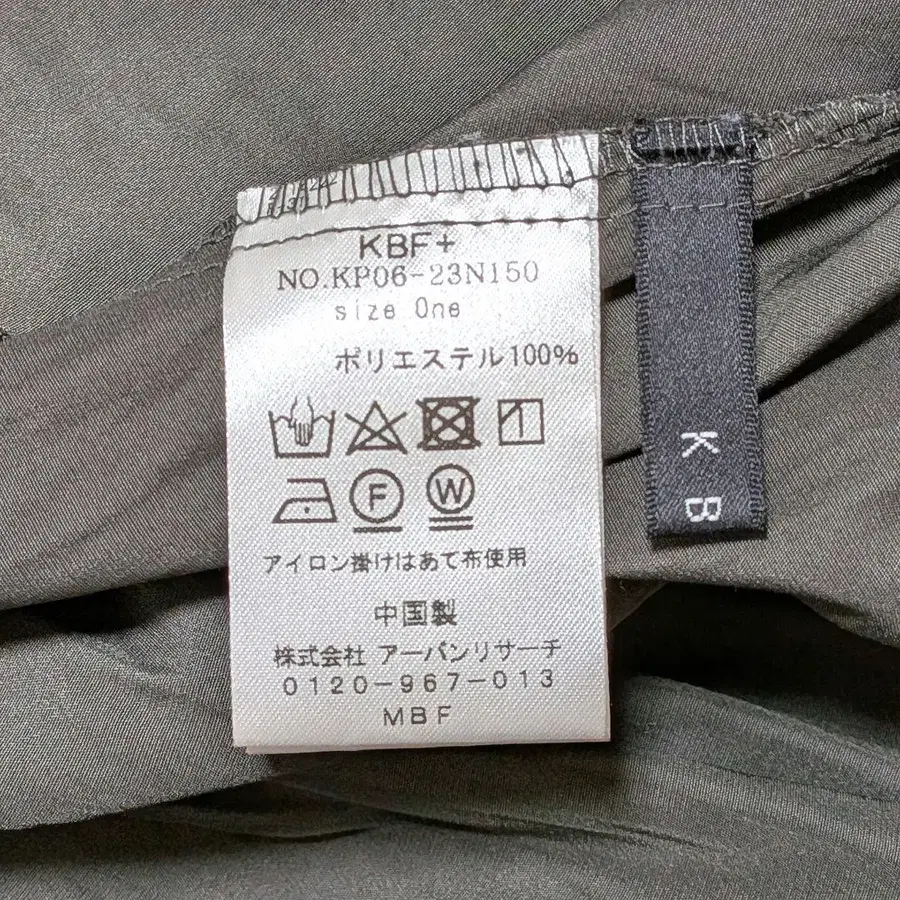 KBF+
NO.KP06-23N150
size One
ポリエステル100%
F
W
アイロン掛けはあて布使用
中国製
株式会社 アーバンリサーチ
0120-967-013
MBF
K B